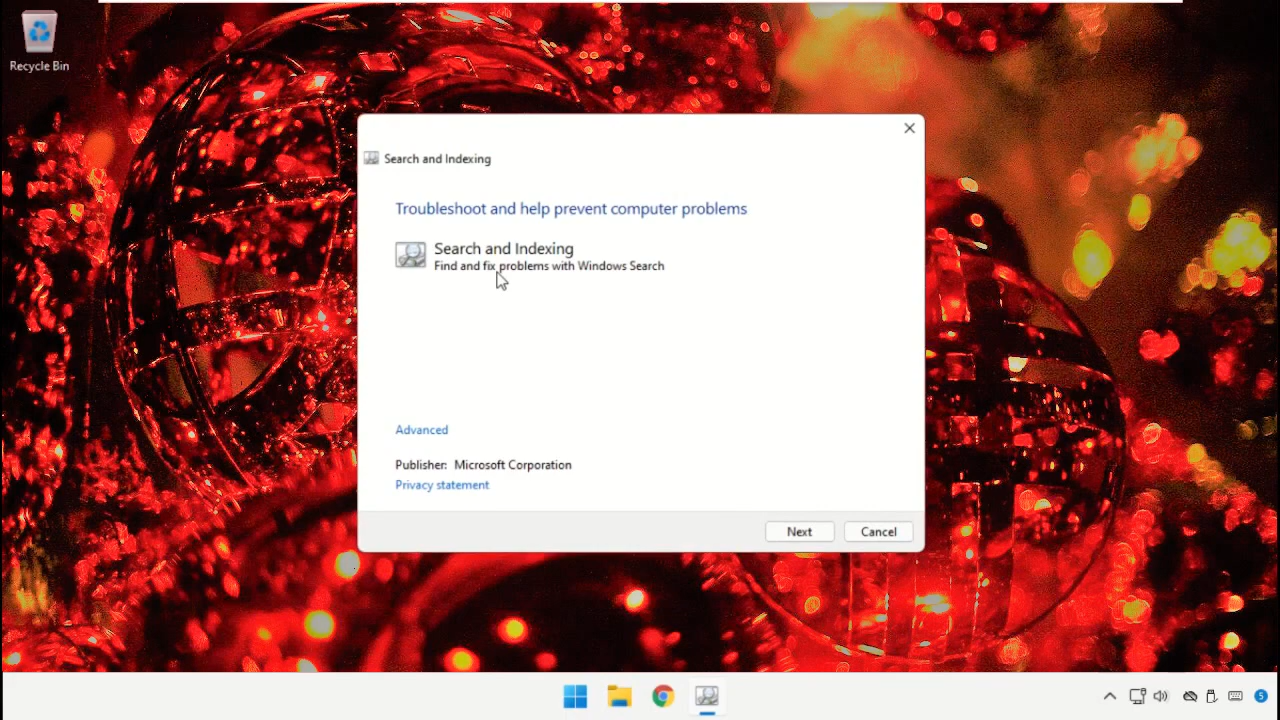 Recycle Bin
Search and Indexing
Troubleshoot and help prevent computer problems
Search and Indexing
Find and fix problems with Windows Search
Advanced
Publisher: Microsoft Corporation
Privacy statement
Next
Cancel
5